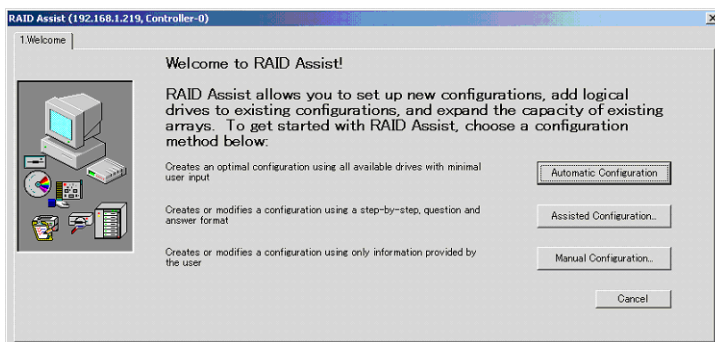 RAID Assist (192.168.1.219, Controller-0)
1.Welcome
Welcome to RAID Assist!
RAID Assist allows you to set up new configurations, add logical
drives to existing configurations, and expand the capacity of existing
arrays. To get started with RAID Assist, choose a configuration
method below:
Creates an optimal configuration using all available drives with minimal
user input
Automatic Configuration
Creates or modifies a configuration using a step-by-step, question and
answer format
Assisted Configuration...
Creates or modifies a configuration using only information provided by
the user
Manual Configuration...
Cancel